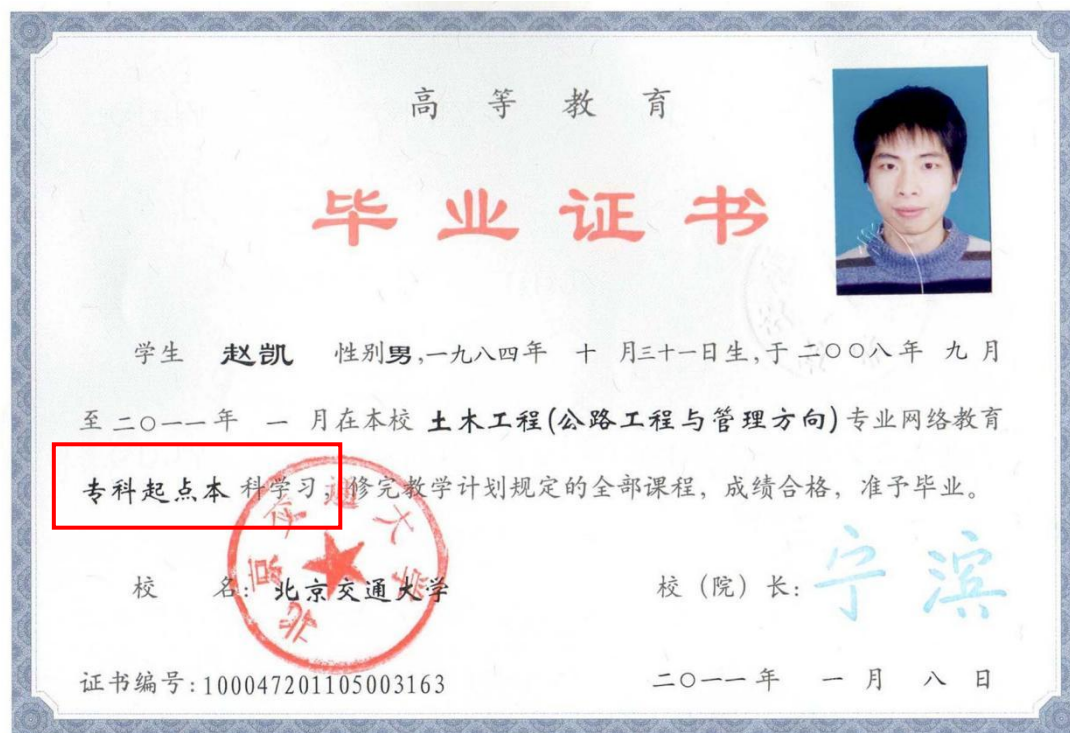 高等教育
毕业证书
学生 赵凯 性别男,一九八四年 十 月三十一日生,于二〇〇八年 九 月
至二〇一一年 一 月在本校 土木工程(公路工程与管理方向)专业网络教育
专科起点本 科学习,修完教学计划规定的全部课程，成绩合格，准予毕业。
校 名: 北京交通大学
北京交通大学
校（院）长: 宁滨
证书编号:100047201105003163
二〇一一年 一 月 八 日